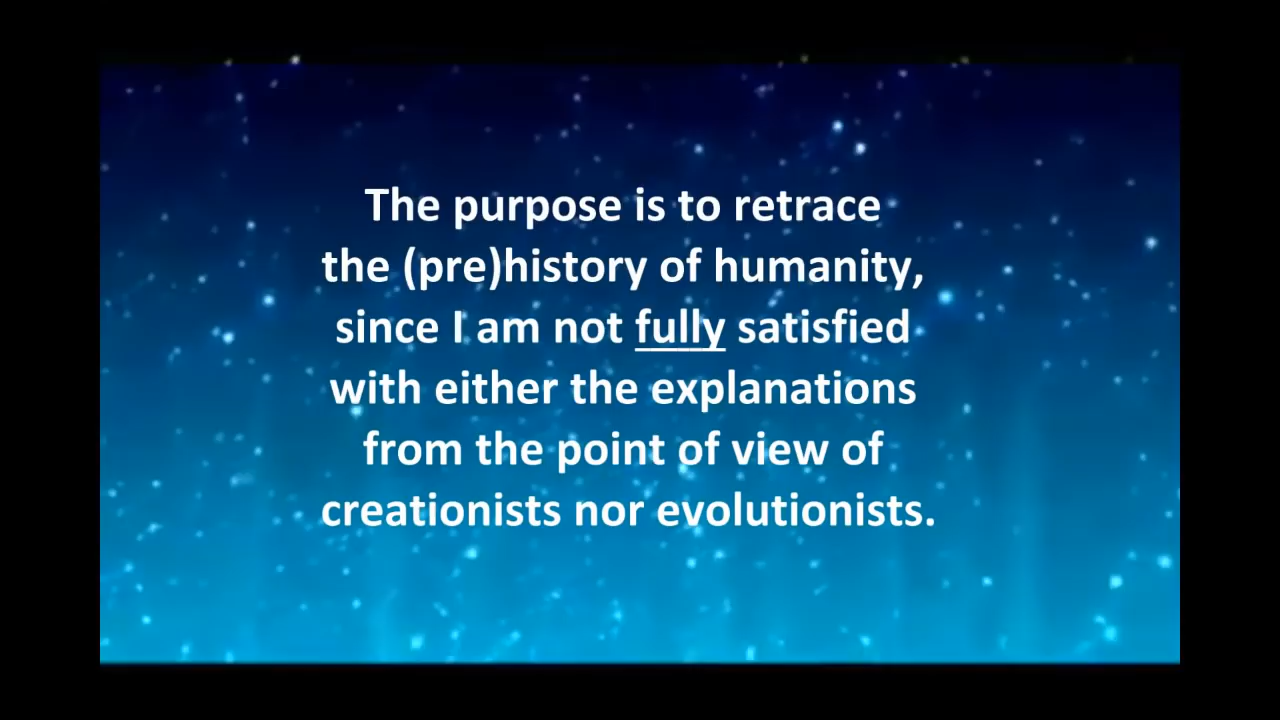 The purpose is to retrace
the (pre)history of humanity,
since I am not fully satisfied
with either the explanations
from the point of view of
creationists nor evolutionists.